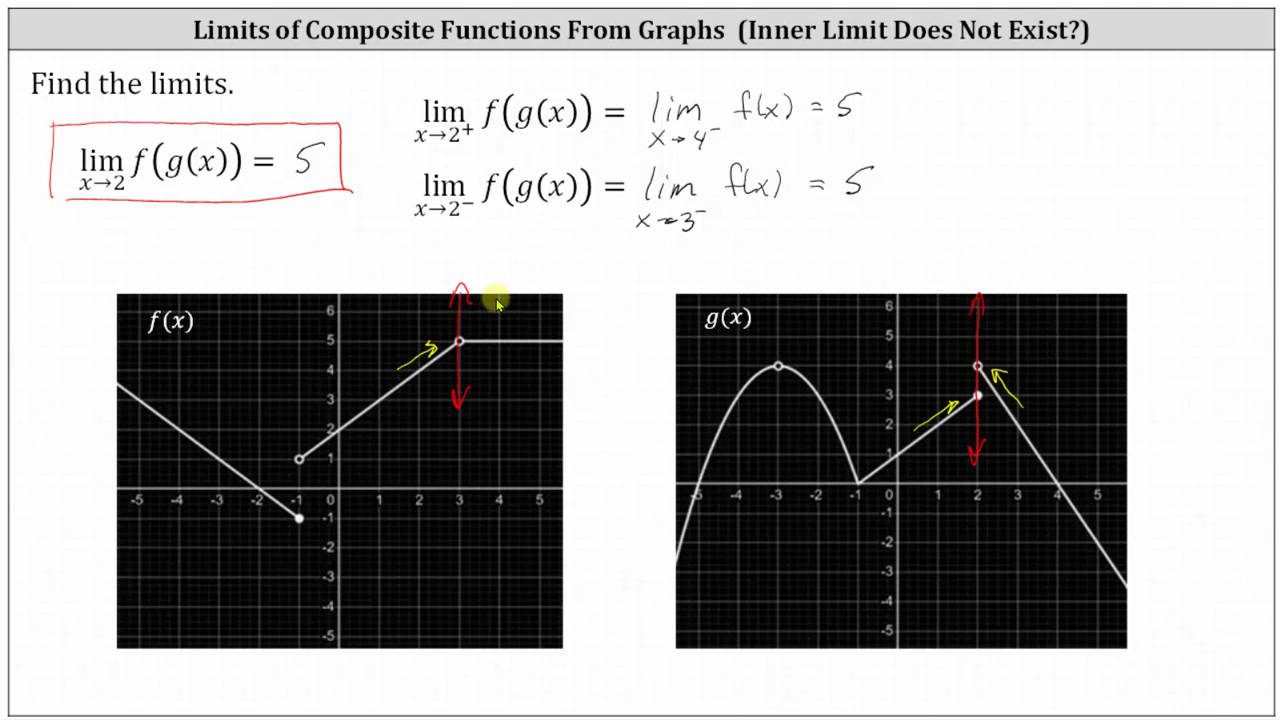 Limits of Composite Functions From Graphs (Inner Limit Does Not Exist?)
Find the limits.
lim x→2 f(g(x)) = 5
lim x→2⁺ f(g(x)) = lim x→4⁻ f(x) = 5
lim x→2⁻ f(g(x)) = lim x→3⁻ f(x) = 5
f(x)
6
5
4
3
2
1
-5 -4 -3 -2 -1 0 1 2 3 4 5
-1
-2
-3
-4
-5
g(x)
6
5
4
3
2
1
-5 -4 -3 -2 -1 0 1 2 3 4 5
-1
-2
-3
-4
-5